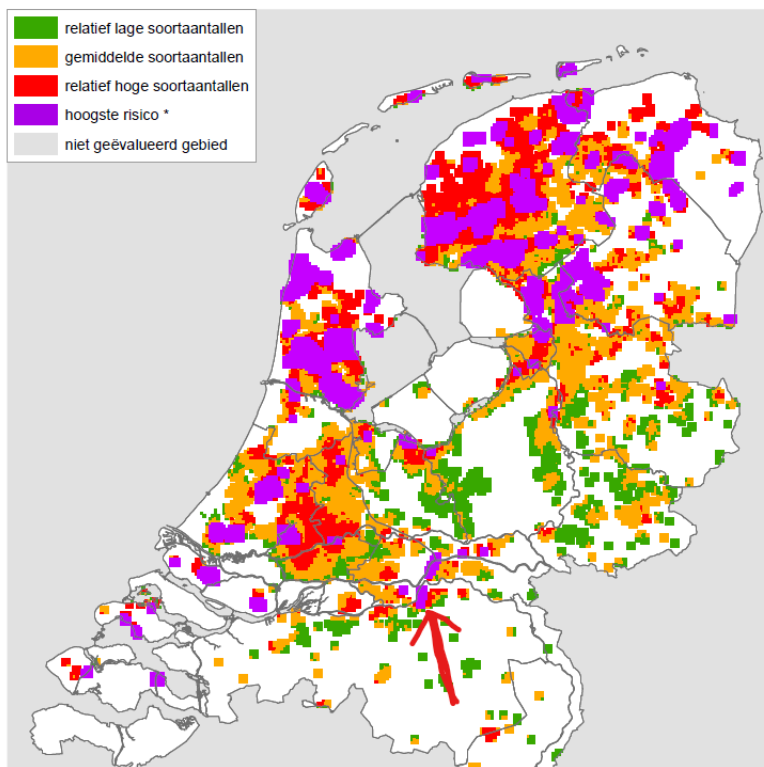 relatief lage soortaantallen
gemiddelde soortaantallen
relatief hoge soortaantallen
hoogste risico *
niet geëvalueerd gebied